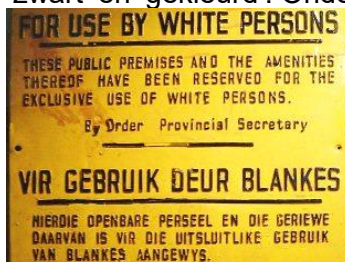 FOR USE BY WHITE PERSONS
THESE PUBLIC PREMISES AND THE AMENITIES
THEREOF HAVE BEEN RESERVED FOR THE
EXCLUSIVE USE OF WHITE PERSONS.
By Order Provincial Secretary
VIR GEBRUIK DEUR BLANKES
HIERDIE OPENBARE PERSEEL EN DIE GERIEWE
DAARVAN IS VIR DIE UITSLUITLIKE GEBRUIK
VAN BLANKES AANGEWYS.